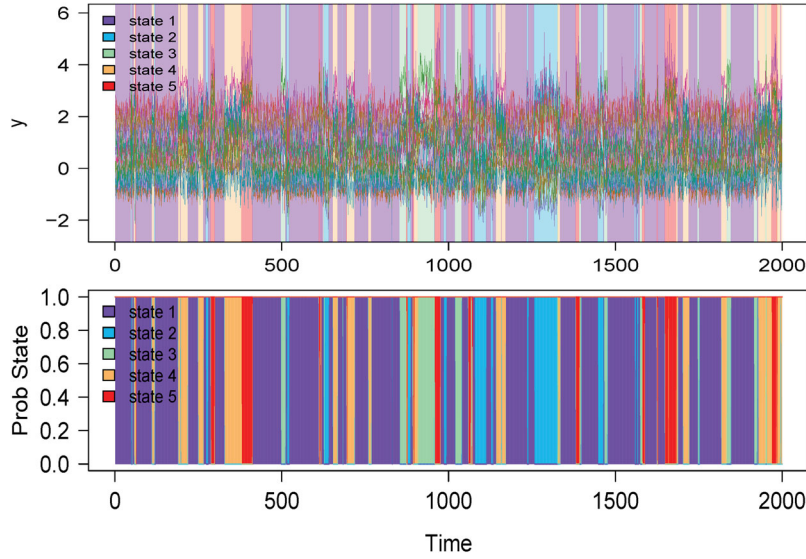 6
4
2
0
−2
y
state 1
state 2
state 3
state 4
state 5
0 500 1000 1500 2000
1.0
0.8
0.6
0.4
0.2
0.0
Prob State
state 1
state 2
state 3
state 4
state 5
0 500 1000 1500 2000
Time